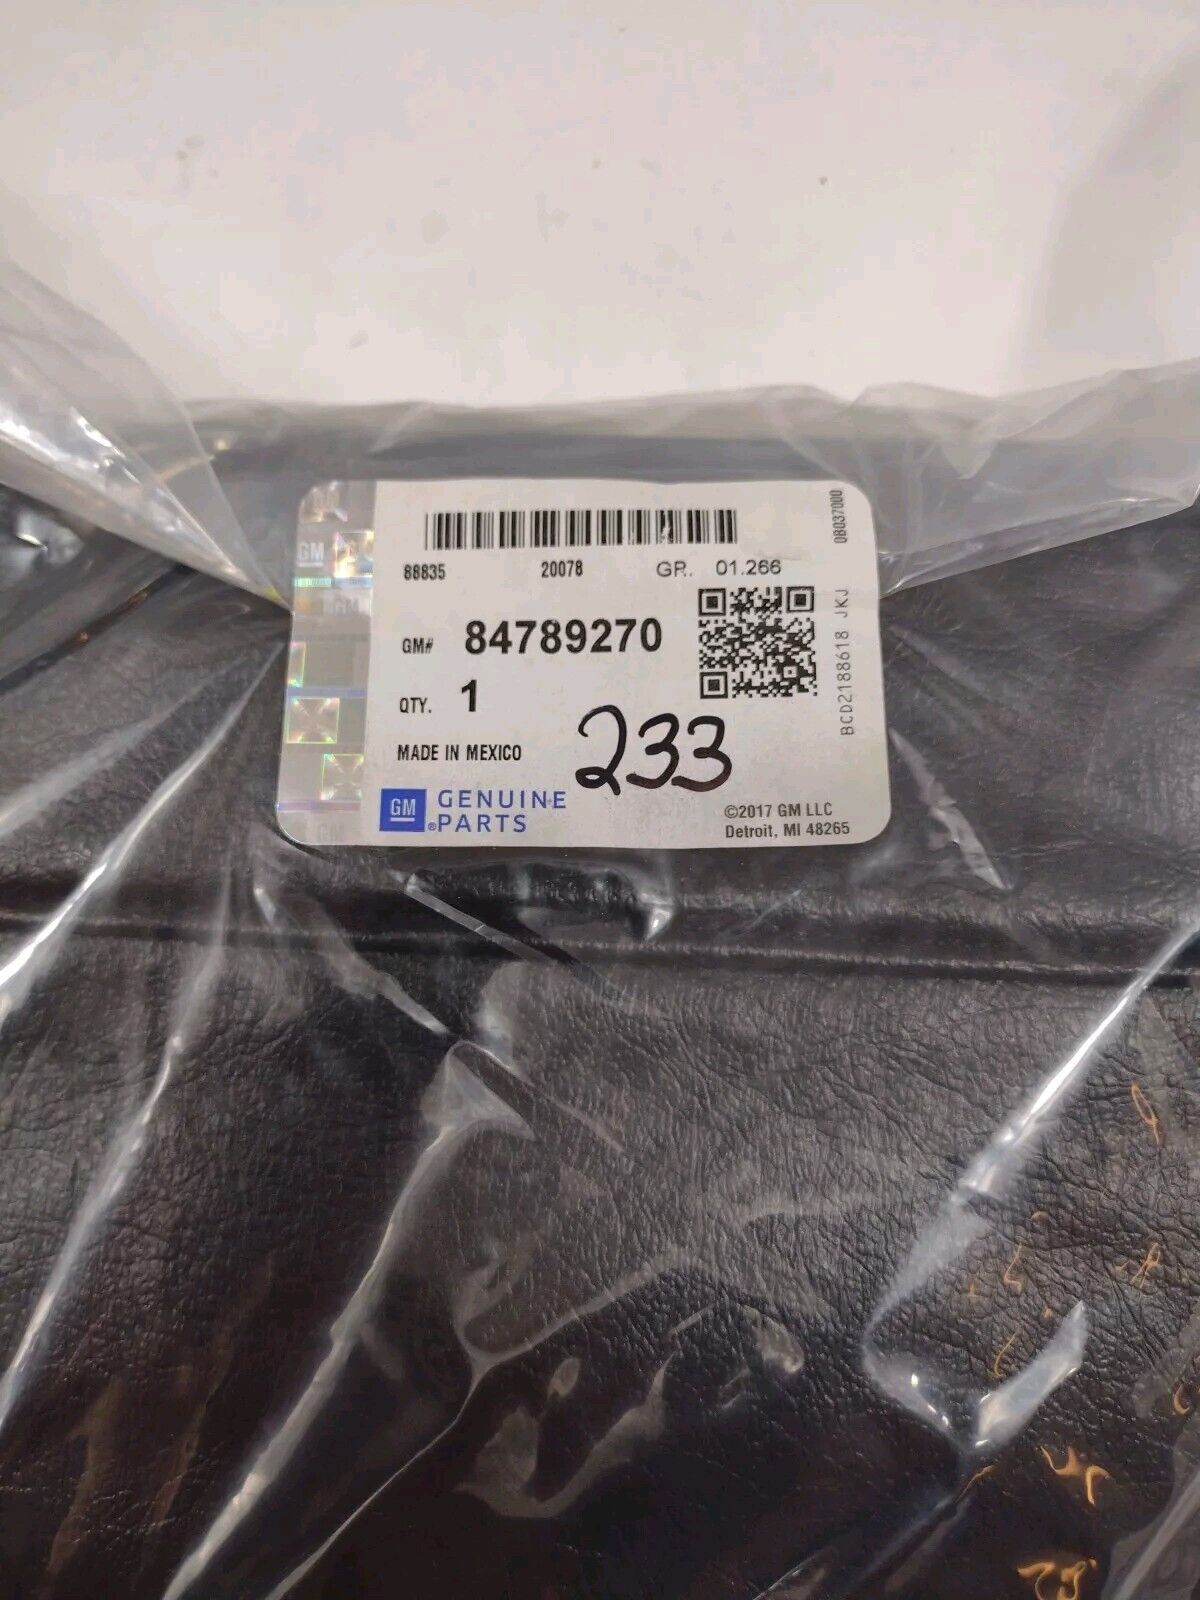 88835 20078 GR. 01.266
GM# 84789270
QTY. 1
233
MADE IN MEXICO
GM GENUINE
®PARTS
©2017 GM LLC
Detroit, MI 48265
08037000
BCD2188618 JKJ
GM